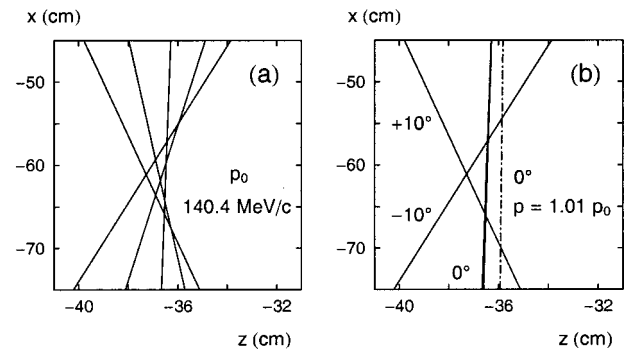 x (cm)
x (cm)
−50
−60
−70
(a)
p₀
140.4 MeV/c
−40
−36
−32
z (cm)
−50
−60
−70
(b)
+10°
−10°
0°
0°
p = 1.01 p₀
−40
−36
−32
z (cm)